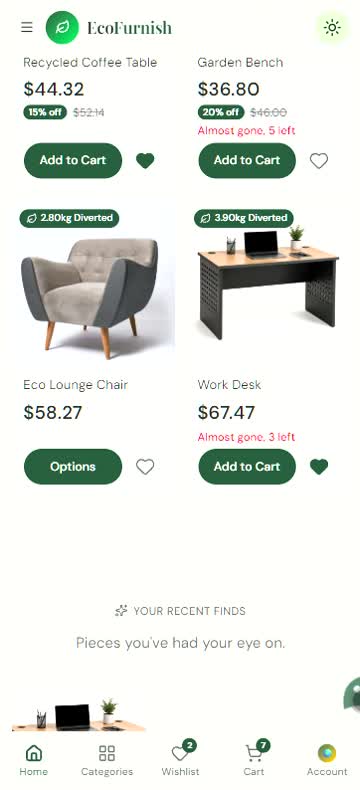 EcoFurnish
Recycled Coffee Table
$44.32
15% off $52.14
Add to Cart
Garden Bench
$36.80
20% off $46.00
Almost gone, 5 left
Add to Cart
2.80kg Diverted
Eco Lounge Chair
$58.27
Options
3.90kg Diverted
Work Desk
$67.47
Almost gone, 3 left
Add to Cart
YOUR RECENT FINDS
Pieces you've had your eye on.
Home
Categories
2
Wishlist
7
Cart
Account